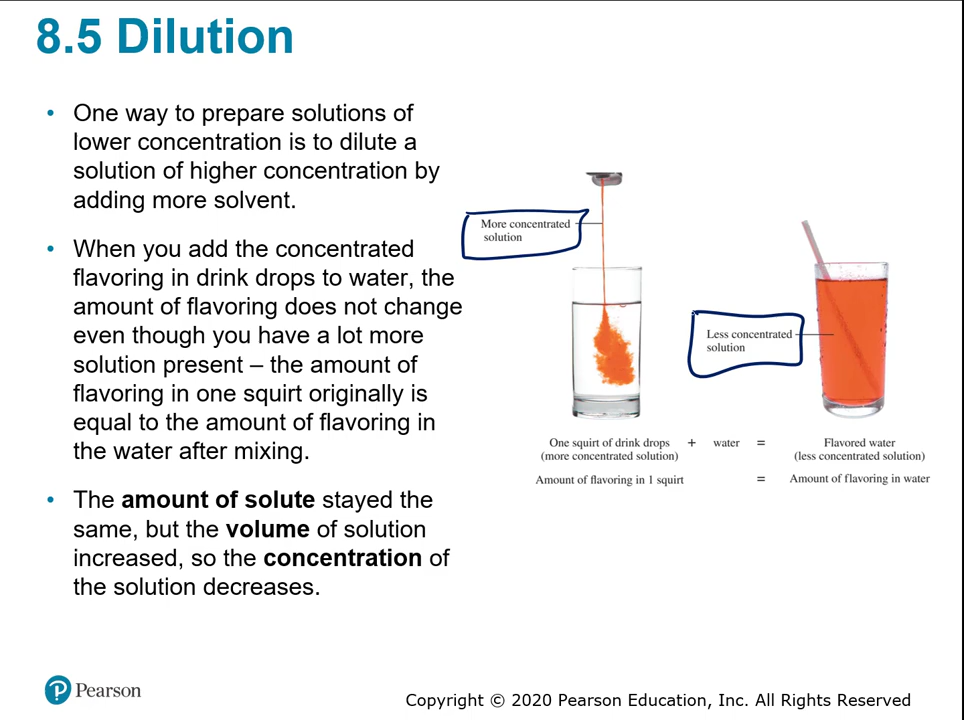 8.5 Dilution
• One way to prepare solutions of
lower concentration is to dilute a
solution of higher concentration by
adding more solvent.
• When you add the concentrated
flavoring in drink drops to water, the
amount of flavoring does not change
even though you have a lot more
solution present – the amount of
flavoring in one squirt originally is
equal to the amount of flavoring in
the water after mixing.
• The amount of solute stayed the
same, but the volume of solution
increased, so the concentration of
the solution decreases.
More concentrated
solution
Less concentrated
solution
One squirt of drink drops + water = Flavored water
(more concentrated solution) (less concentrated solution)
Amount of flavoring in 1 squirt = Amount of flavoring in water
P Pearson
Copyright © 2020 Pearson Education, Inc. All Rights Reserved